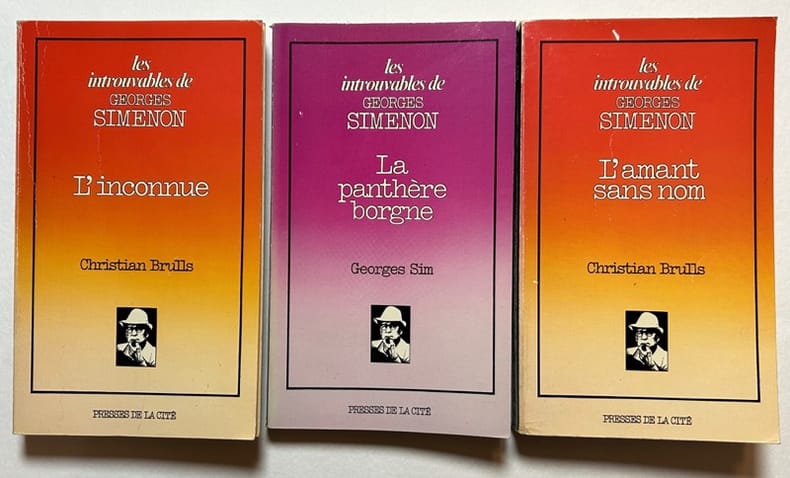 les
introuvables de
GEORGES
SIMENON
L'inconnue
Christian Brulls
PRESSES DE LA CITÉ
les
introuvables de
GEORGES
SIMENON
La
panthère
borgne
Georges Sim
PRESSES DE LA CITÉ
les
introuvables de
GEORGES
SIMENON
L'amant
sans nom
Christian Brulls
PRESSES DE LA CITÉ